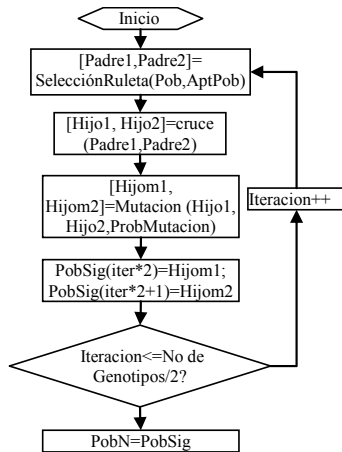 Inicio
[Padre1,Padre2]=
SelecciónRuleta(Pob,AptPob)
[Hijo1, Hijo2]=cruce
(Padre1,Padre2)
[Hijom1,
Hijom2]=Mutacion (Hijo1,
Hijo2,ProbMutacion)
Iteracion++
PobSig(iter*2)=Hijom1;
PobSig(iter*2+1)=Hijom2
Iteracion<=No de
Genotipos/2?
PobN=PobSig